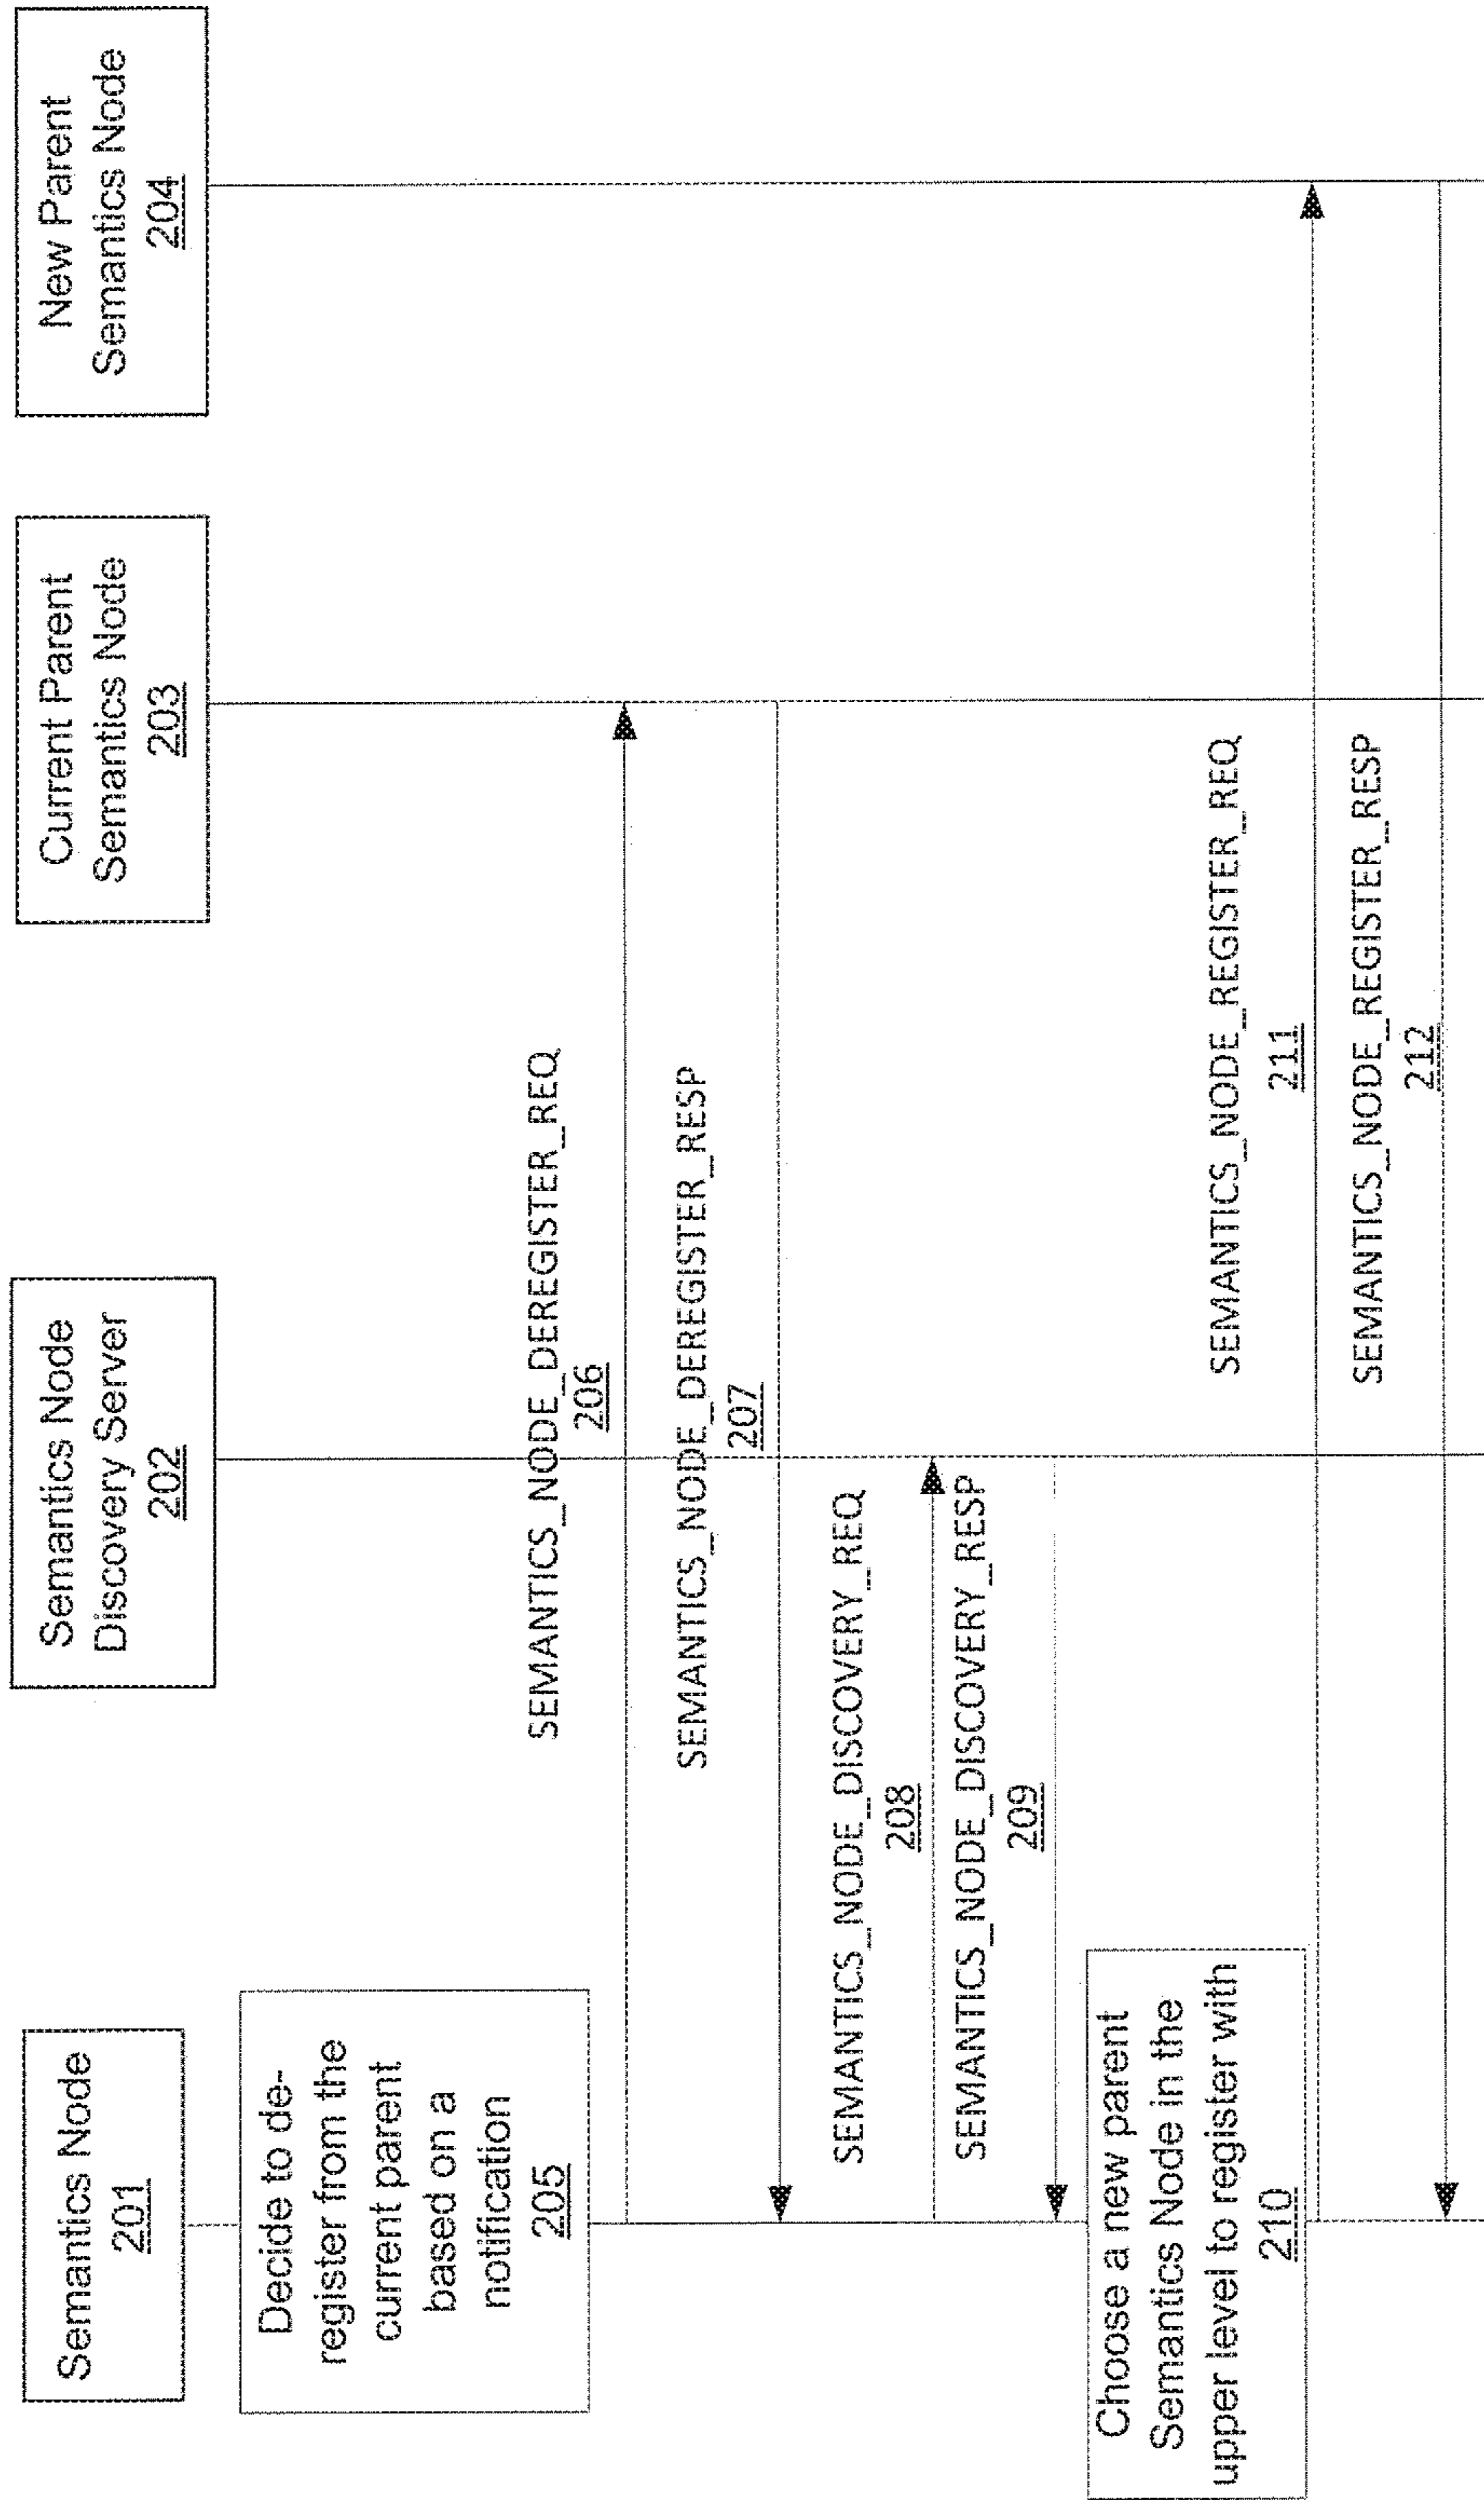 Semantics Node
201
Semantics Node
Discovery Server
202
Current Parent
Semantics Node
203
New Parent
Semantics Node
204
Decide to de-
register from the
current parent
based on a
notification
205
SEMANTICS_NODE_DEREGISTER_REQ
206
SEMANTICS_NODE_DEREGISTER_RESP
207
SEMANTICS_NODE_DISCOVERY_REQ
208
SEMANTICS_NODE_DISCOVERY_RESP
209
Choose a new parent
Semantics Node in the
upper level to register with
210
SEMANTICS_NODE_REGISTER_REQ
211
SEMANTICS_NODE_REGISTER_RESP
212